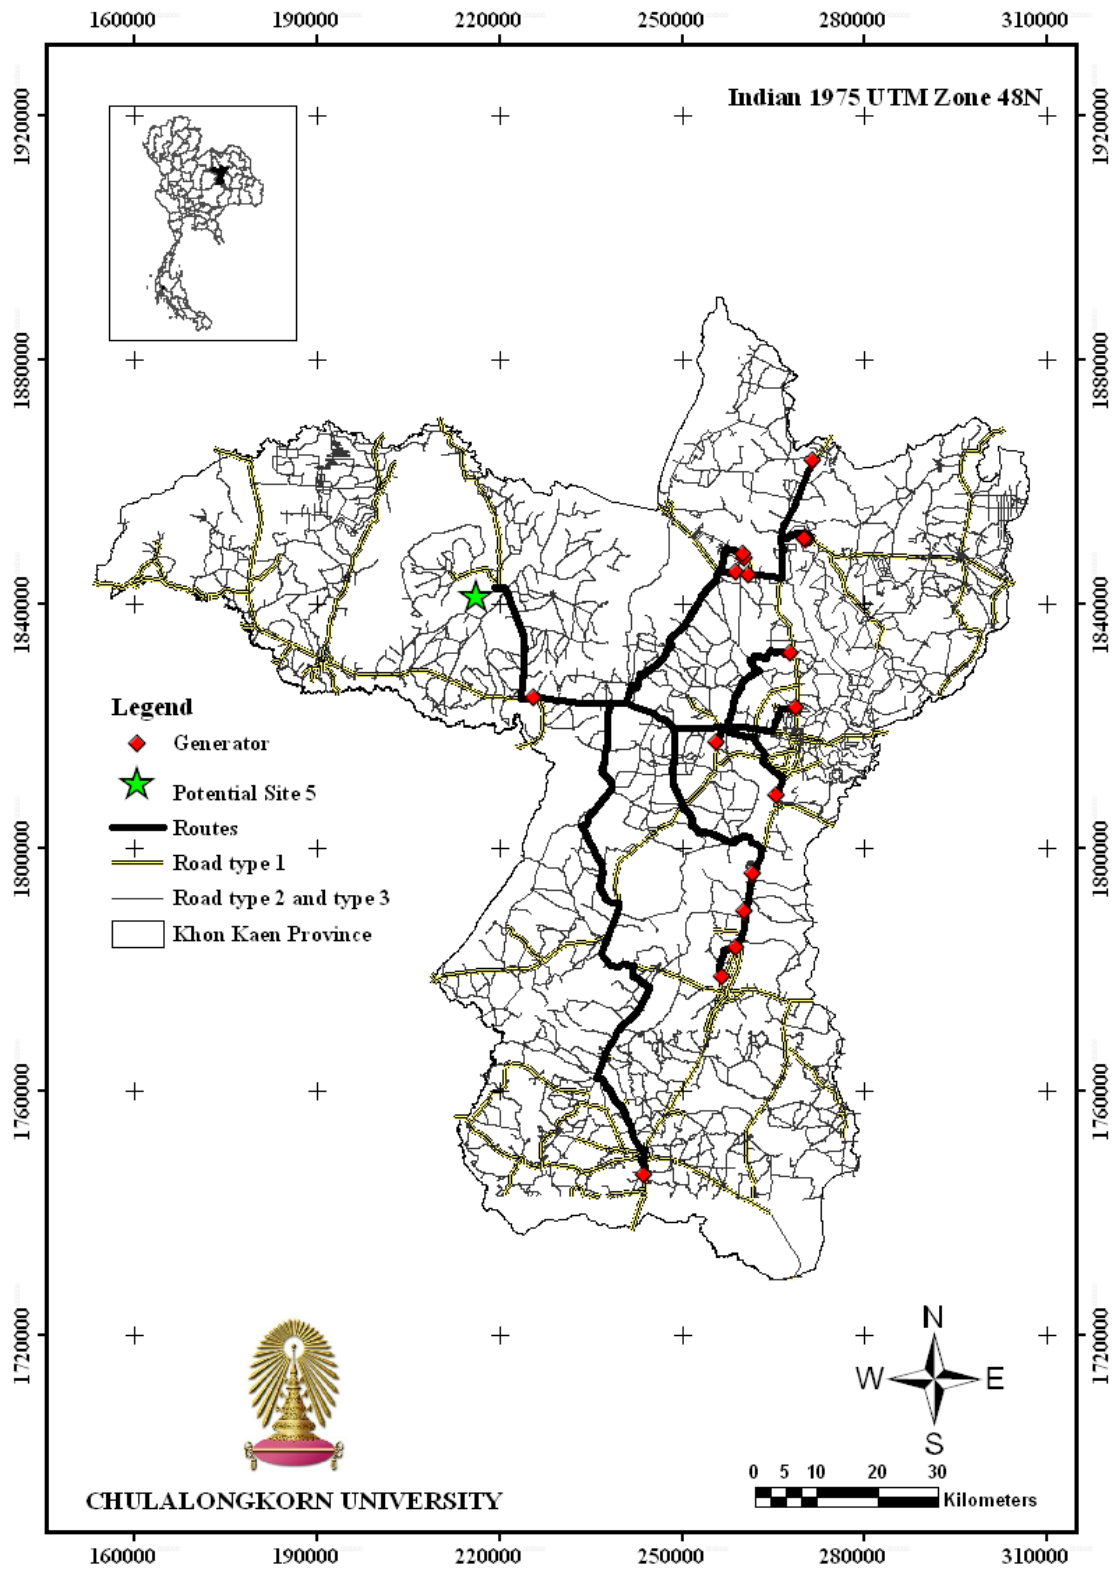 160000 190000 220000 250000 280000 310000
Indian 1975 UTM Zone 48N
1920000 1920000
1880000 1880000
1840000 1840000
Legend
Generator
Potential Site 5
Routes
Road type 1
Road type 2 and type 3
Khon Kaen Province
1800000 1800000
1760000 1760000
1720000 1720000
N
W E
S
0 5 10 20 30
Kilometers
CHULALONGKORN UNIVERSITY
160000 190000 220000 250000 280000 310000